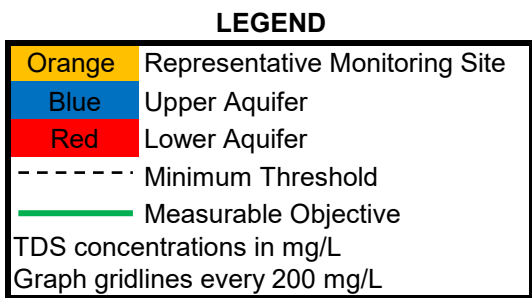 LEGEND
Orange Representative Monitoring Site
Blue Upper Aquifer
Red Lower Aquifer
Minimum Threshold
Measurable Objective
TDS concentrations in mg/L
Graph gridlines every 200 mg/L